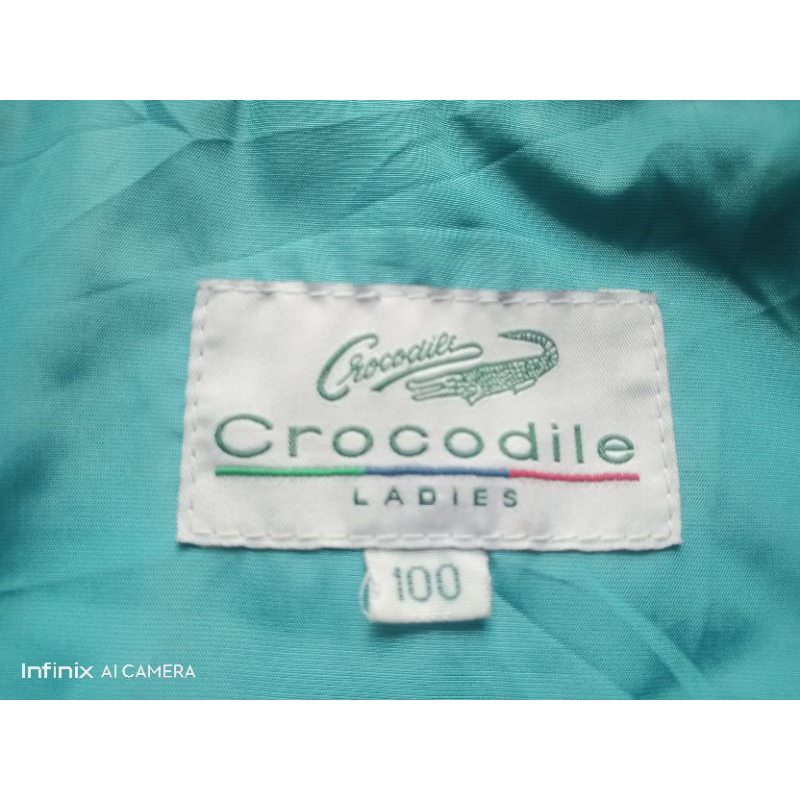 Crocodile
Crocodile
LADIES
100
Infinix AI CAMERA